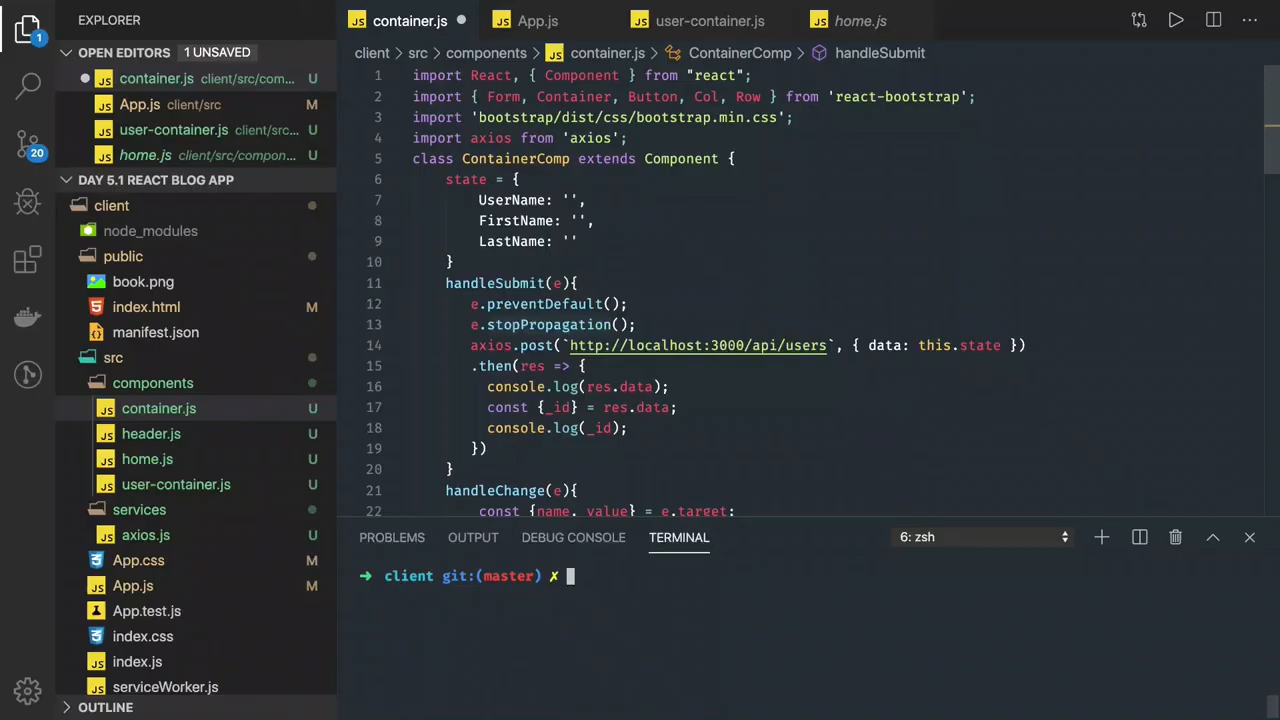 EXPLORER
OPEN EDITORS 1 UNSAVED
container.js client/src/com...
App.js client/src
user-container.js client/src...
home.js client/src/compon...
DAY 5.1 REACT BLOG APP
client
node_modules
public
book.png
index.html M
manifest.json
src
components
container.js U
header.js U
home.js U
user-container.js U
services
axios.js U
App.css
App.js M
App.test.js
index.css
index.js
serviceWorker.js
OUTLINE
1
20
container.js App.js user-container.js home.js
client > src > components > container.js > ContainerComp > handleSubmit
1 import React, { Component } from "react";
2 import { Form, Container, Button, Col, Row } from 'react-bootstrap';
3 import 'bootstrap/dist/css/bootstrap.min.css';
4 import axios from 'axios';
5 class ContainerComp extends Component {
6 state = {
7 UserName: '',
8 FirstName: '',
9 LastName: ''
10 }
11 handleSubmit(e){
12 e.preventDefault();
13 e.stopPropagation();
14 axios.post(`http://localhost:3000/api/users`, { data: this.state })
15 .then(res => {
16 console.log(res.data);
17 const {_id} = res.data;
18 console.log(_id);
19 })
20 }
21 handleChange(e){
22 const {name, value} = e.target;
PROBLEMS OUTPUT DEBUG CONSOLE TERMINAL 6: zsh
➜ client git:(master) ✗